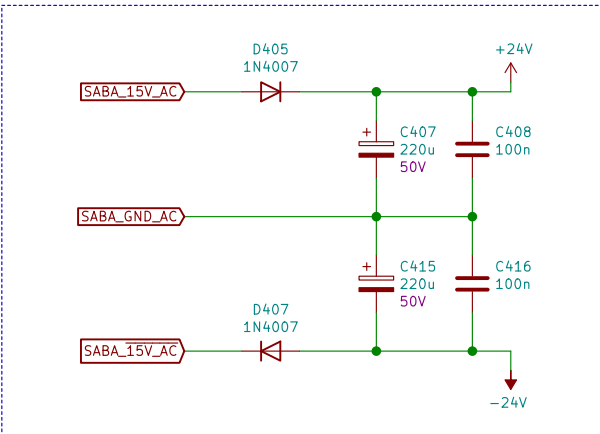 D405
1N4007
+24V
SABA_15V_AC
+
C407
220u
50V
C408
100n
SABA_GND_AC
+
C415
220u
50V
C416
100n
D407
1N4007
SABA_15V_AC
-24V